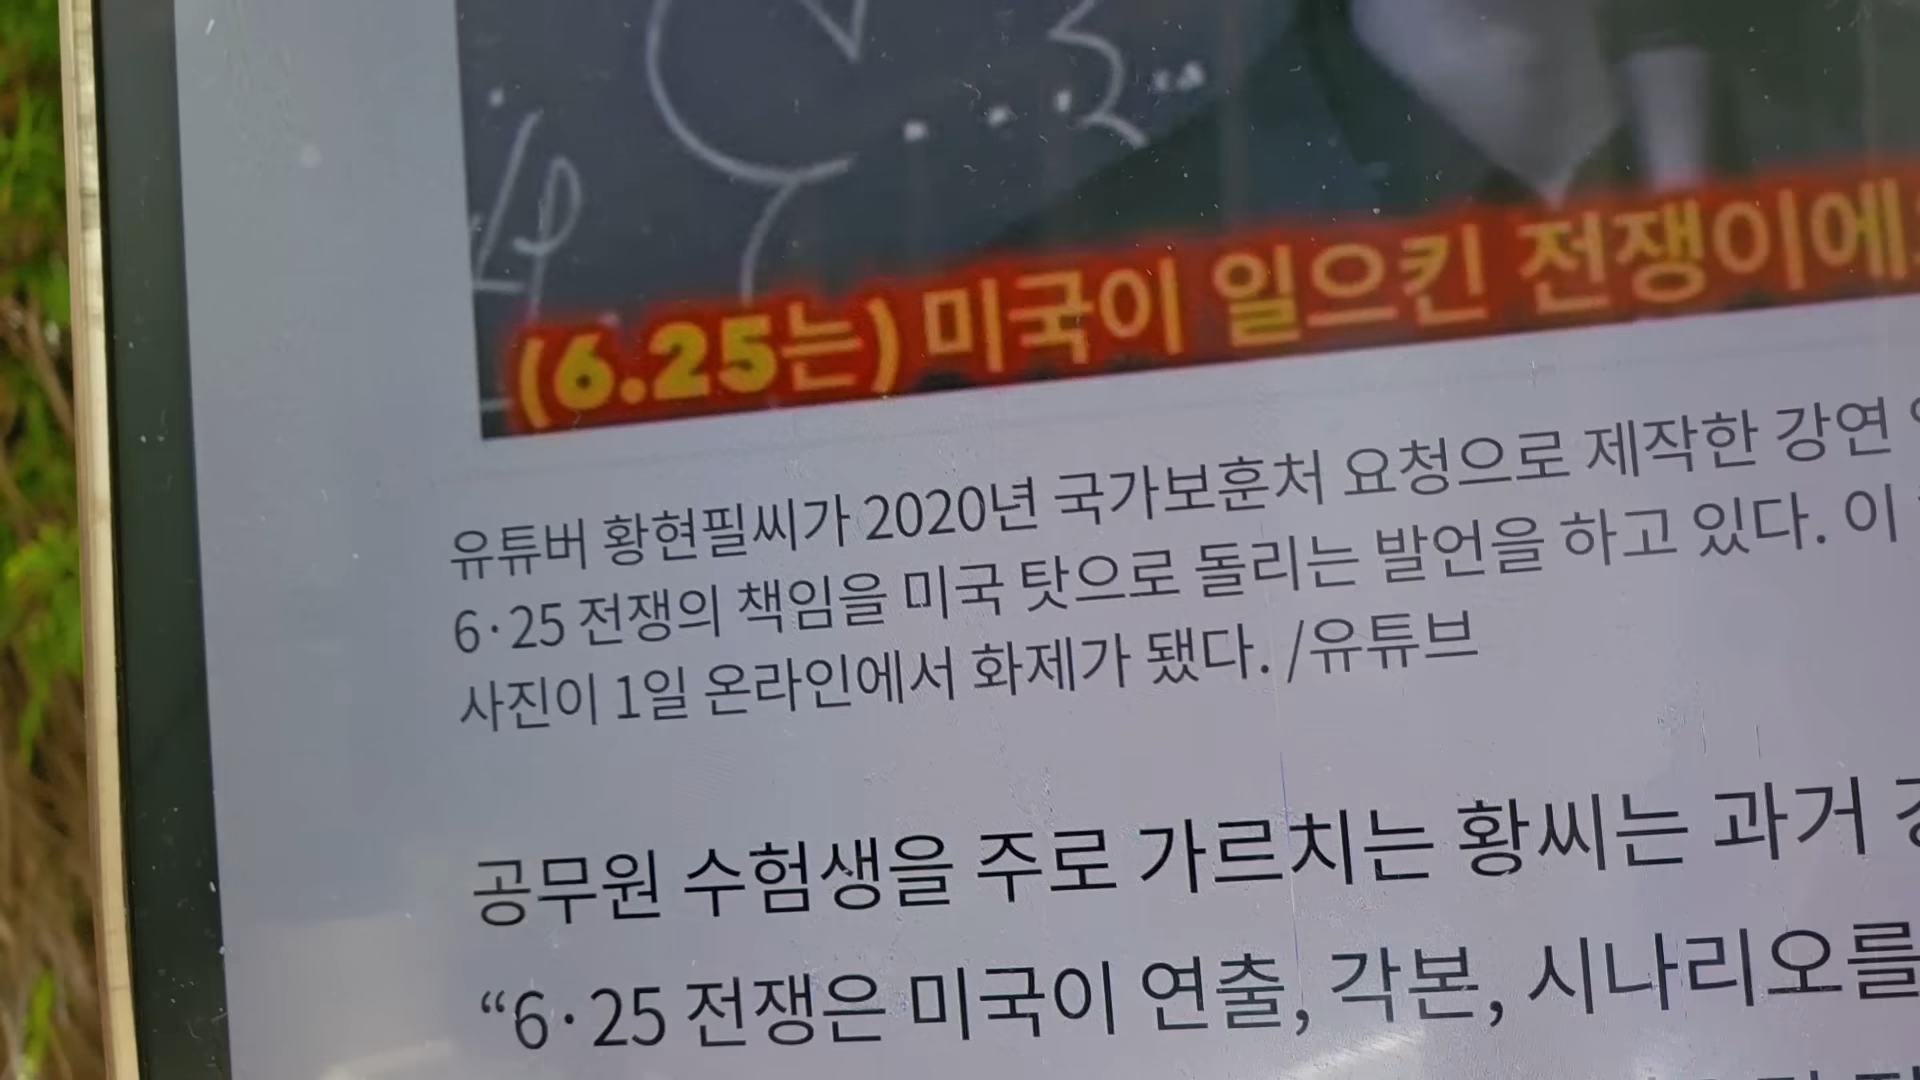 (6.25는) 미국이 일으킨 전쟁이에
유튜버 황현필씨가 2020년 국가보훈처 요청으로 제작한 강연
6·25 전쟁의 책임을 미국 탓으로 돌리는 발언을 하고 있다. 이
사진이 1일 온라인에서 화제가 됐다. /유튜브
공무원 수험생을 주로 가르치는 황씨는 과거
“6·25 전쟁은 미국이 연출, 각본, 시나리오를